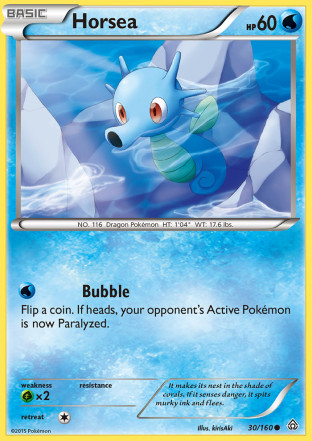 BASIC
Horsea
HP60
NO. 116 Dragon Pokémon HT: 1'04" WT: 17.6 lbs.
Bubble
Flip a coin. If heads, your opponent's Active Pokémon
is now Paralyzed.
weakness
resistance
×2
retreat
It makes its nest in the shade of
corals. If it senses danger, it spits
murky ink and flees.
©2015 Pokémon
Illus. kirisAki
30/160